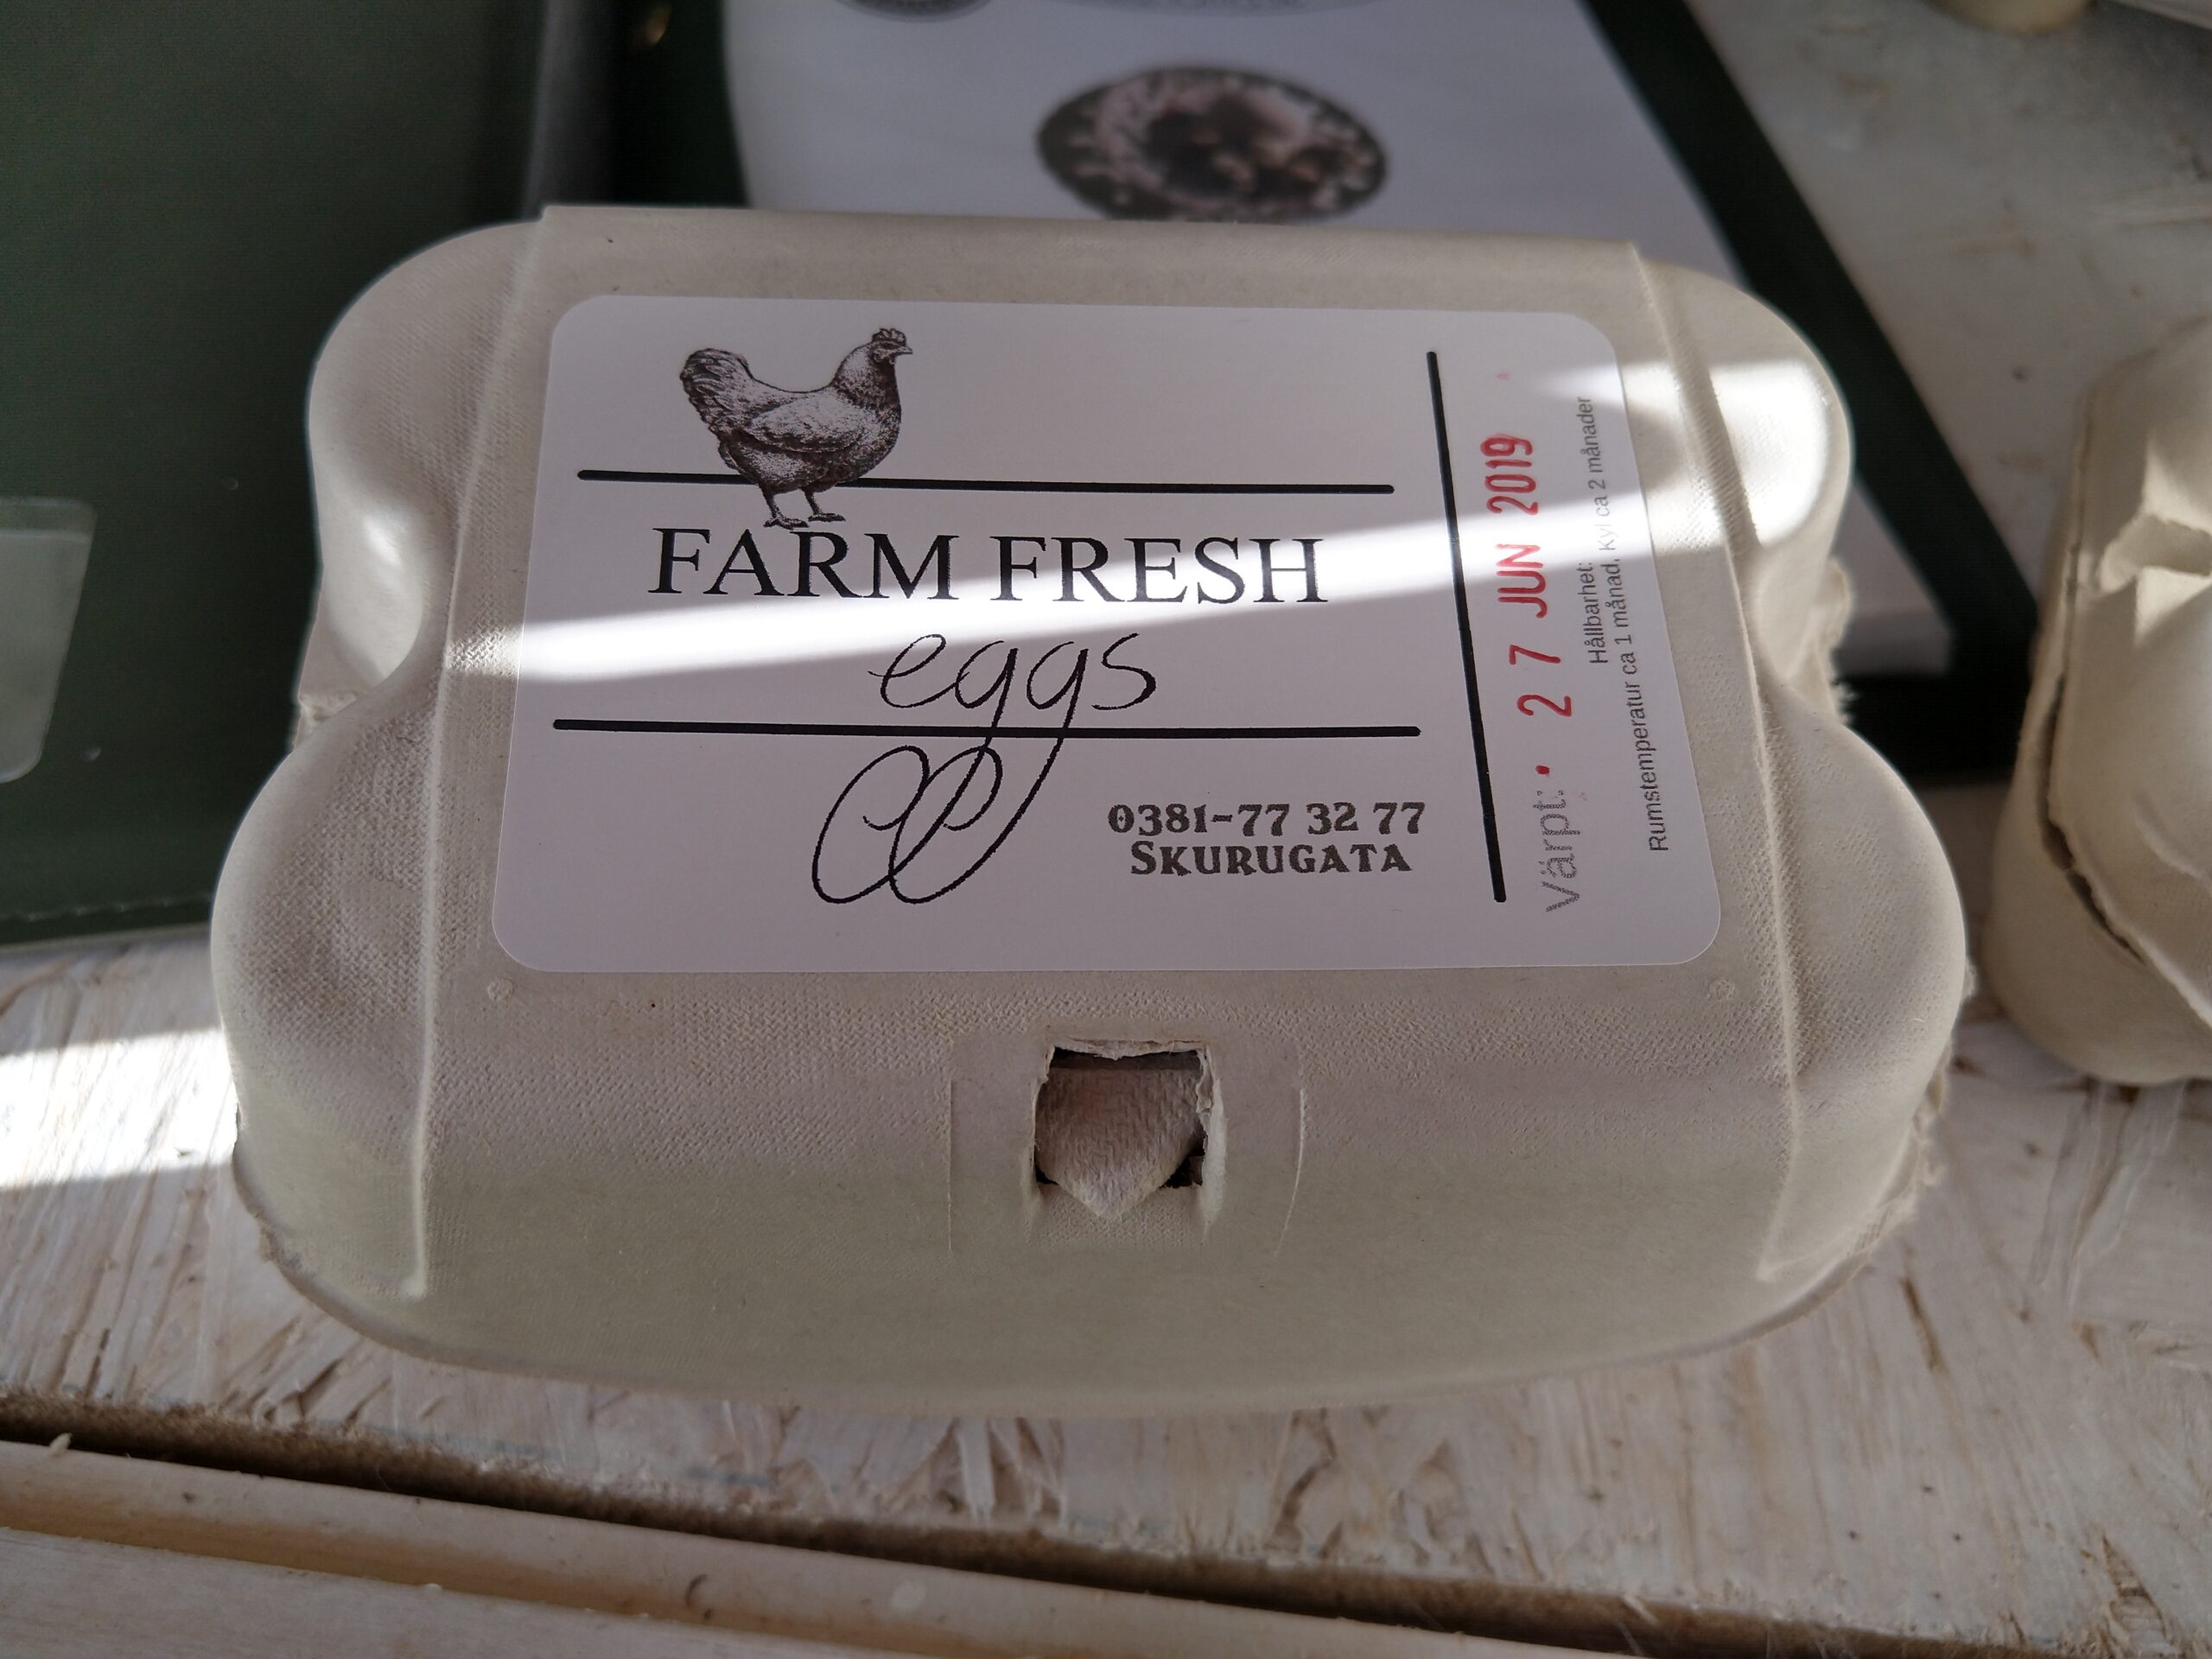 FARM FRESH
eggs
0381-77 32 77
SKURUGATA
Värpt: 27 JUN 2019
Hållbarhet:
Rumstemperatur ca 1 månad, Kyl ca 2 månader